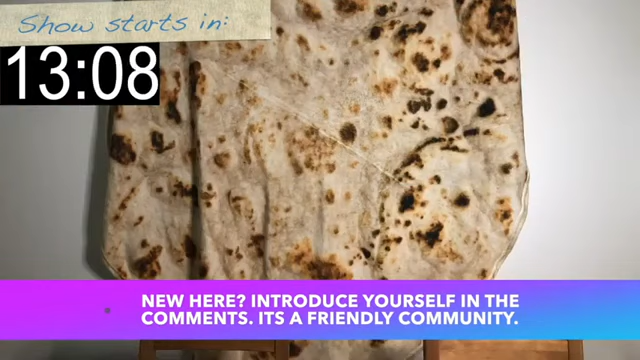 Show starts in:
13:08
NEW HERE? INTRODUCE YOURSELF IN THE
COMMENTS. ITS A FRIENDLY COMMUNITY.